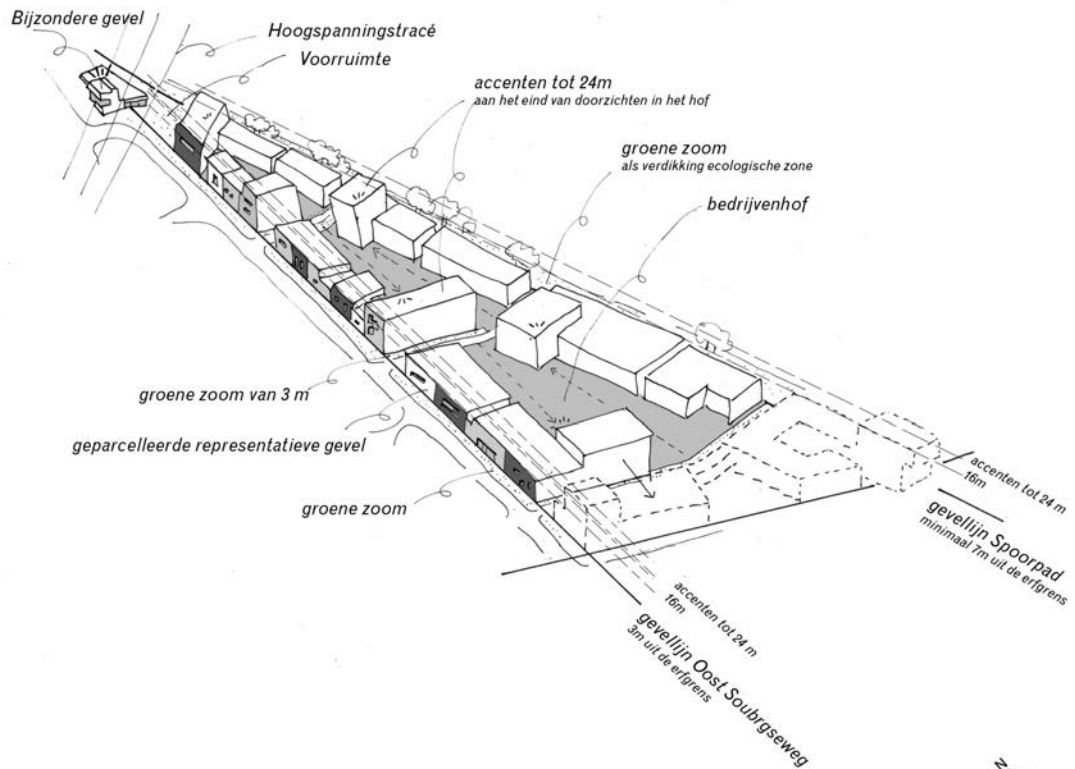 Bijzondere gevel
Hoogspanningstracé
Voorruimte
accenten tot 24m
aan het eind van doorzichten in het hof
groene zoom
als verdikking ecologische zone
bedrijvenhof
groene zoom van 3 m
geparcelleerde representatieve gevel
groene zoom
accenten tot 24 m
16m
gevellijn Spoorpad
minimaal 7m uit de erfgrens
accenten tot 24 m
16m
gevellijn Oost Soubrgseweg
3m uit de erfgrens
N